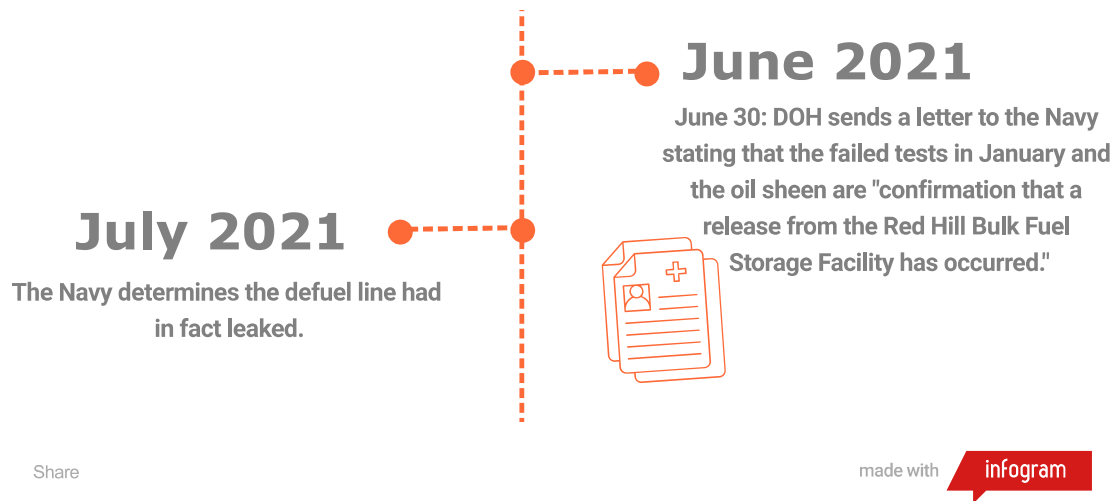 June 2021
June 30: DOH sends a letter to the Navy
stating that the failed tests in January and
the oil sheen are "confirmation that a
release from the Red Hill Bulk Fuel
Storage Facility has occurred."
July 2021
The Navy determines the defuel line had
in fact leaked.
Share
made with infogram